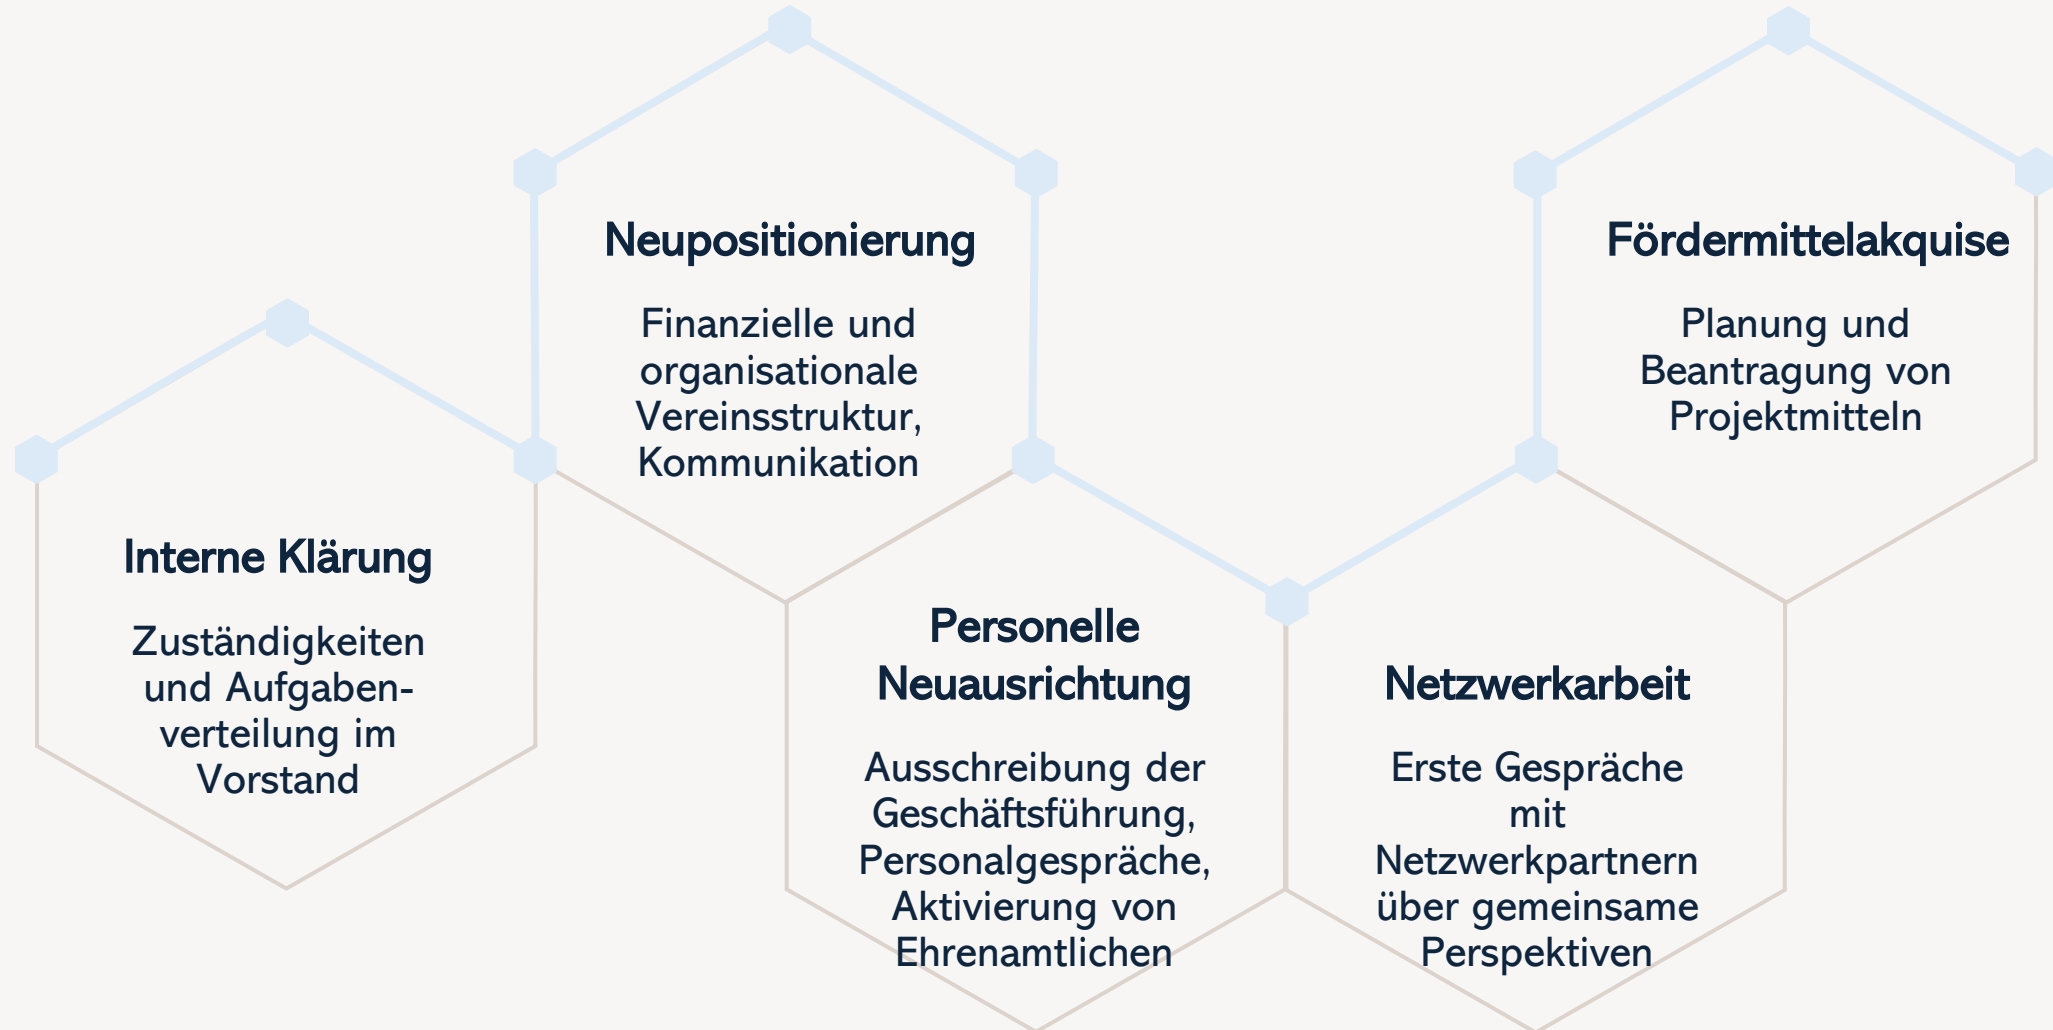 Interne Klärung
Zuständigkeiten
und Aufgaben-
verteilung im
Vorstand
Neupositionierung
Finanzielle und
organisationale
Vereinsstruktur,
Kommunikation
Personelle
Neuausrichtung
Ausschreibung der
Geschäftsführung,
Personalgespräche,
Aktivierung von
Ehrenamtlichen
Netzwerkarbeit
Erste Gespräche
mit
Netzwerkpartnern
über gemeinsame
Perspektiven
Fördermittelakquise
Planung und
Beantragung von
Projektmitteln